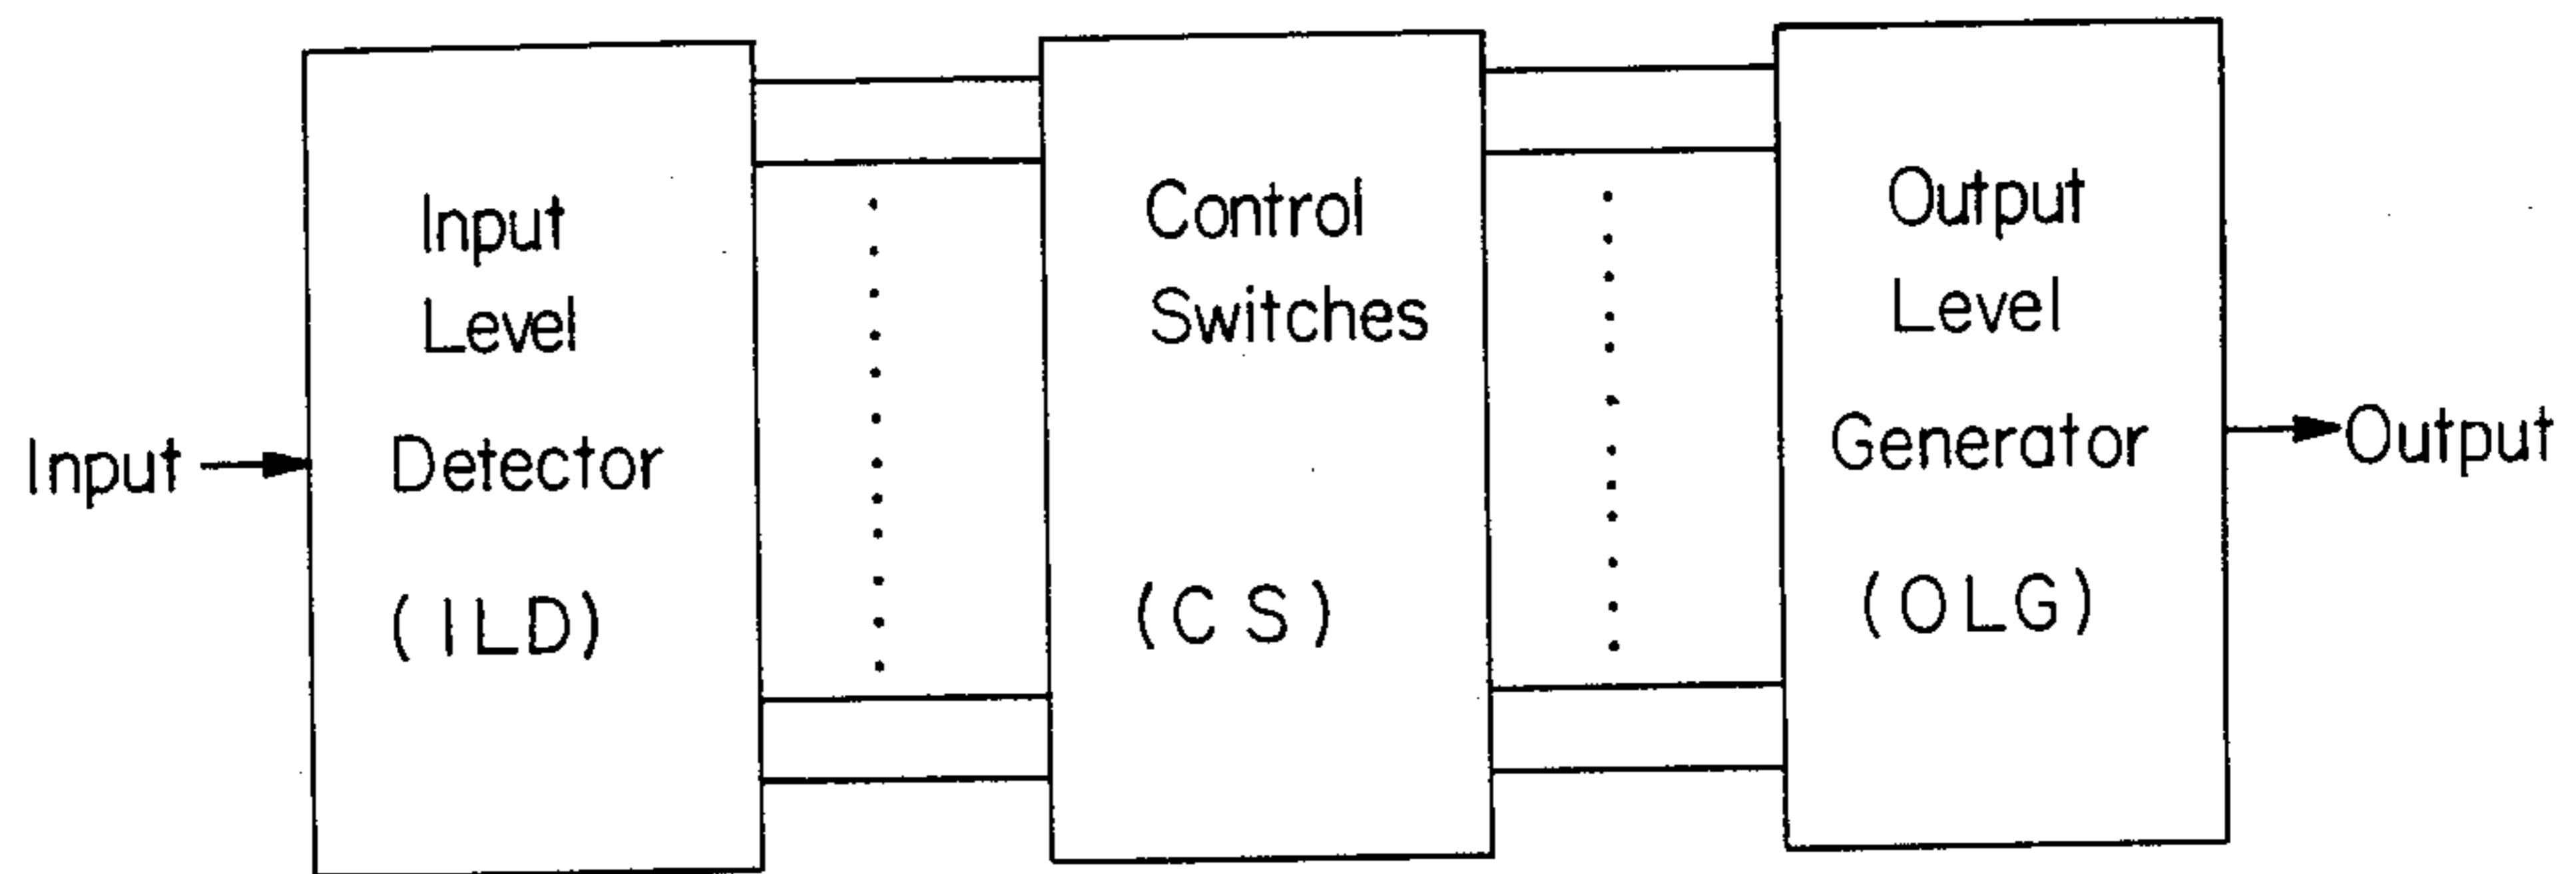 Input
Input
Level
Detector
(ILD)
Control
Switches
(CS)
Output
Level
Generator
(OLG)
Output